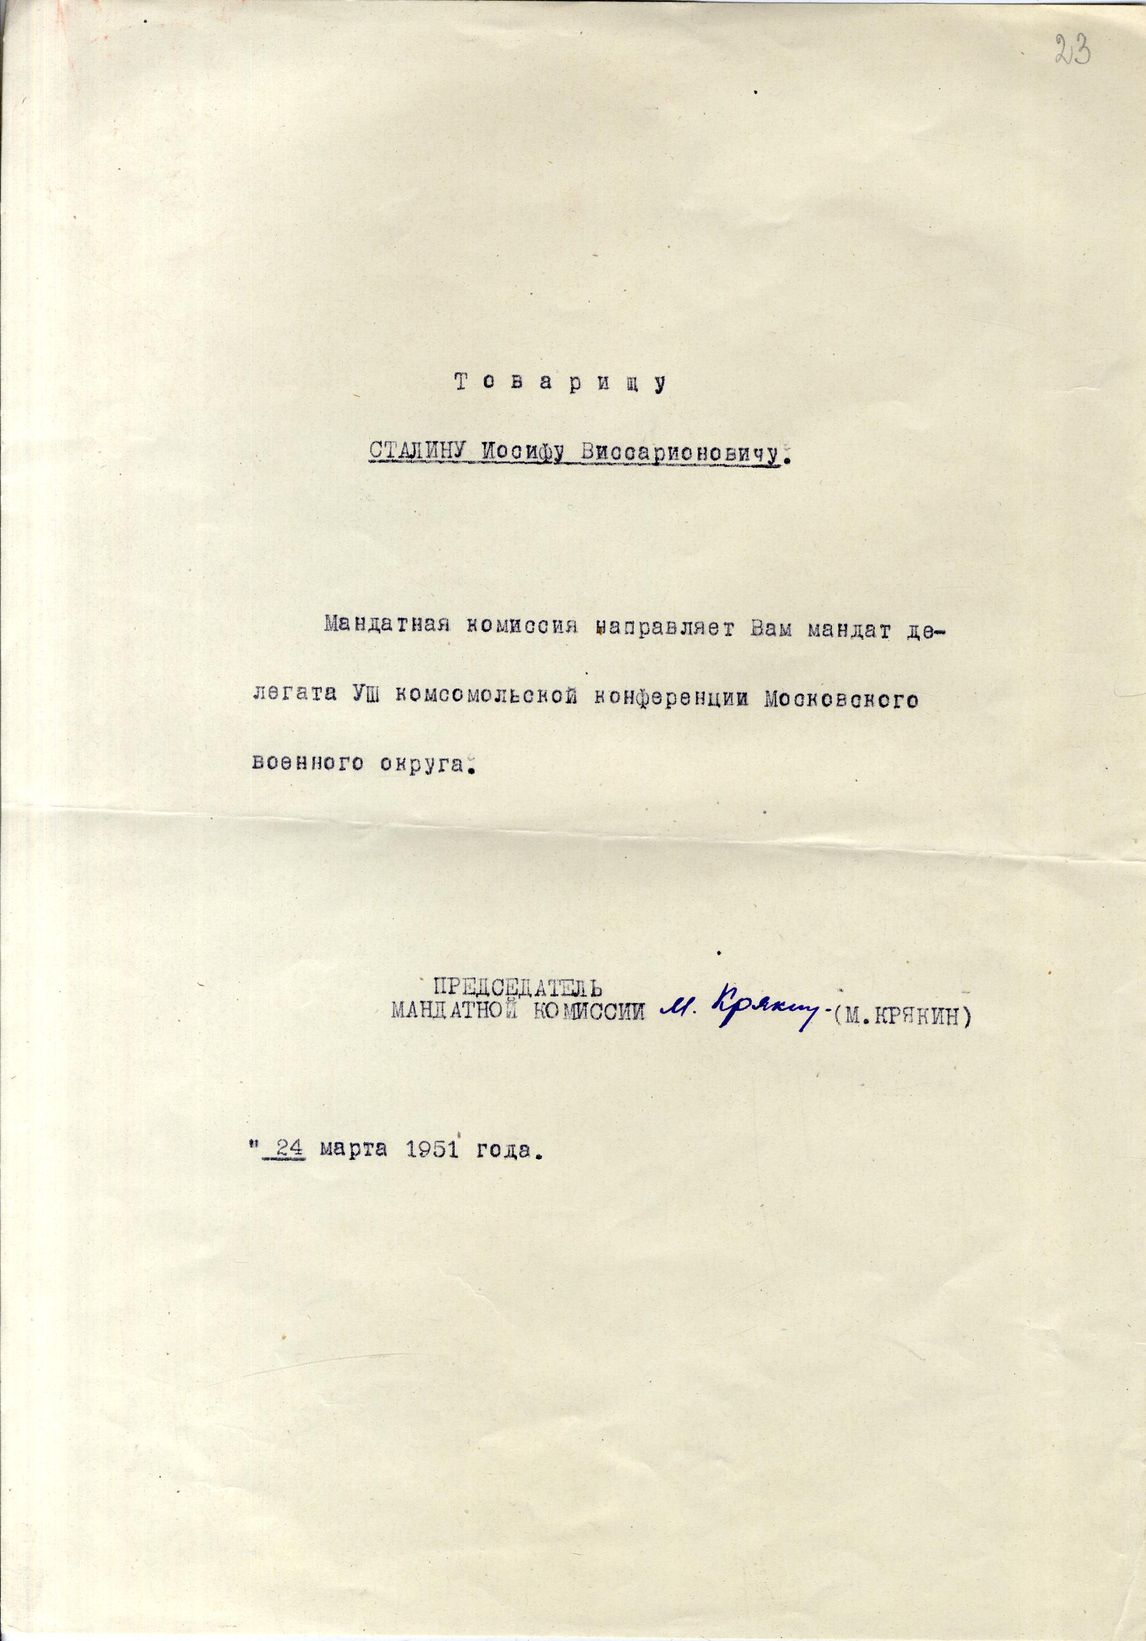 23
Товарищу
СТАЛИНУ Иосифу Виссарионовичу.
Мандатная комиссия направляет Вам мандат де-
легата УШ комсомольской конференции Московского
военного округа.
ПРЕДСЕДАТЕЛЬ
МАНДАТНОЙ КОМИССИИ М. Крякин (М.КРЯКИН)
" 24 марта 1951 года.